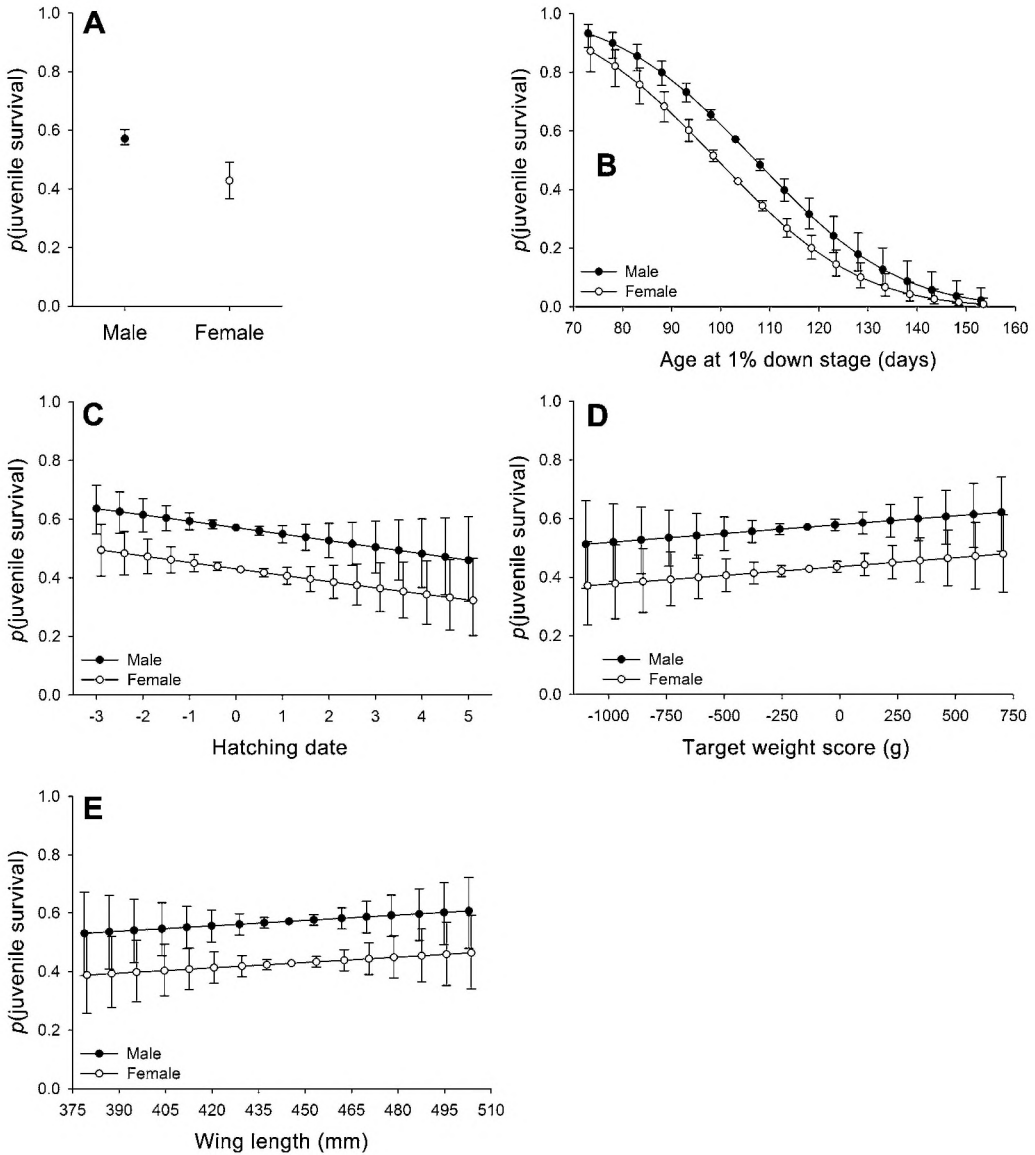 A
p(juvenile survival)
1.0
0.8
0.6
0.4
0.2
0.0
Male
Female
B
p(juvenile survival)
1.0
0.8
0.6
0.4
0.2
0.0
Male
Female
70 80 90 100 110 120 130 140 150 160
Age at 1% down stage (days)
C
p(juvenile survival)
1.0
0.8
0.6
0.4
0.2
0.0
Male
Female
-3 -2 -1 0 1 2 3 4 5
Hatching date
D
p(juvenile survival)
1.0
0.8
0.6
0.4
0.2
0.0
Male
Female
-1000 -750 -500 -250 0 250 500 750
Target weight score (g)
E
p(juvenile survival)
1.0
0.8
0.6
0.4
0.2
0.0
Male
Female
375 390 405 420 435 450 465 480 495 510
Wing length (mm)